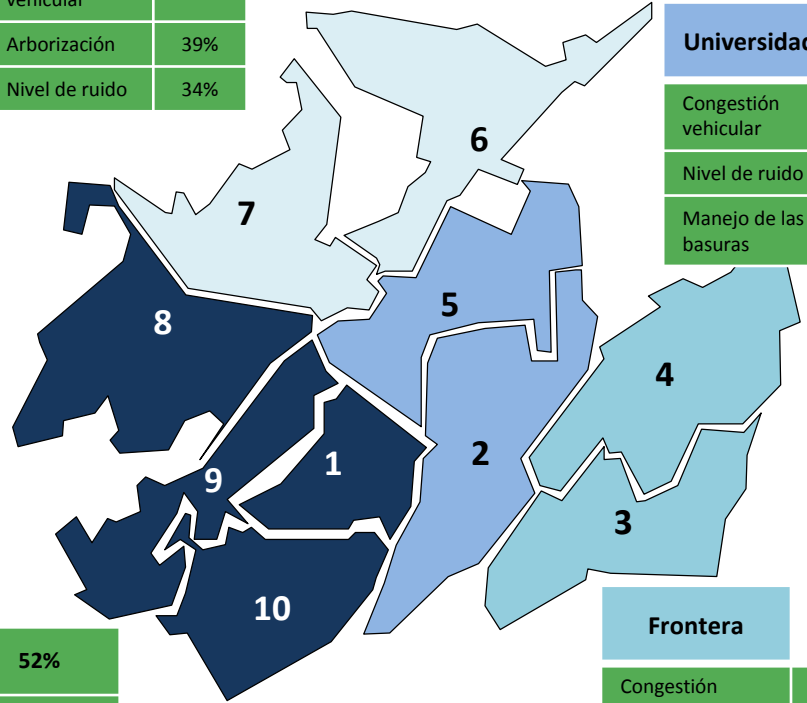 vehicular
Arborización 39%
Nivel de ruido 34%
Universidad
Congestión
vehicular
Nivel de ruido
Manejo de las
basuras
6
7
5
8
4
1
2
9
3
10
52%
Frontera
Congestión